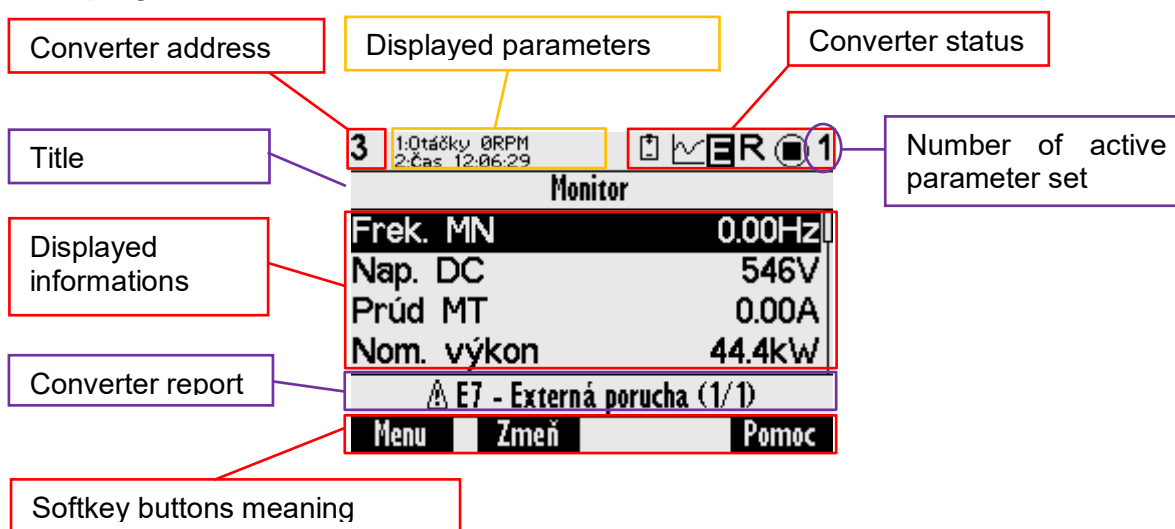 Converter address
Displayed parameters
Converter status
3
1:Otáčky 0RPM
2:Čas 12:06:29
E R 1
Title
Number of active
parameter set
Monitor
Displayed
informations
Frek. MN 0.00Hz
Nap. DC 546V
Prúd MT 0.00A
Nom. výkon 44.4kW
Converter report
E7 - Externá porucha (1/1)
Menu Zmeň Pomoc
Softkey buttons meaning